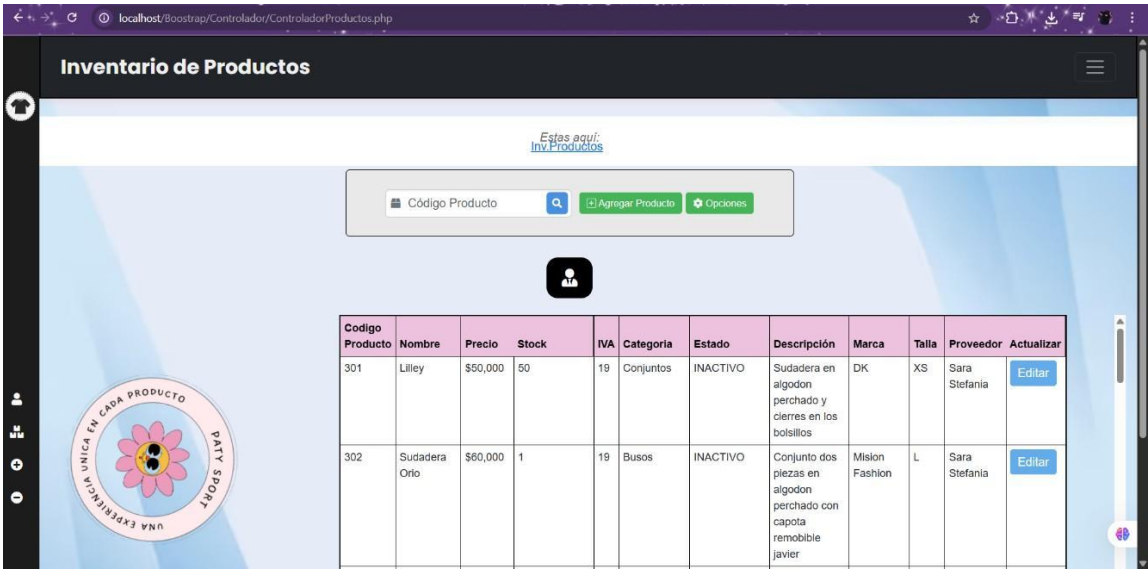 localhost/Boostrap/Controlador/ControladorProductos.php
Inventario de Productos
Estas aquí:
Inv.Productos
Código Producto
Agregar Producto
Opciones
Codigo Producto Nombre Precio Stock IVA Categoria Estado Descripción Marca Talla Proveedor Actualizar
301 Lilley $50,000 50 19 Conjuntos INACTIVO Sudadera en algodon perchado y cierres en los bolsillos DK XS Sara Stefania Editar
302 Sudadera Orio $60,000 1 19 Busos INACTIVO Conjunto dos piezas en algodon perchado con capota remobible javier Mision Fashion L Sara Stefania Editar
UNA EXPERIENCIA UNICA EN CADA PRODUCTO
PATY SPORT